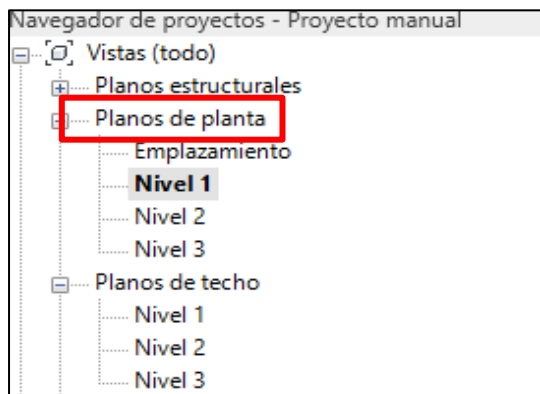 Navegador de proyectos - Proyecto manual
Vistas (todo)
Planos estructurales
Planos de planta
Emplazamiento
Nivel 1
Nivel 2
Nivel 3
Planos de techo
Nivel 1
Nivel 2
Nivel 3